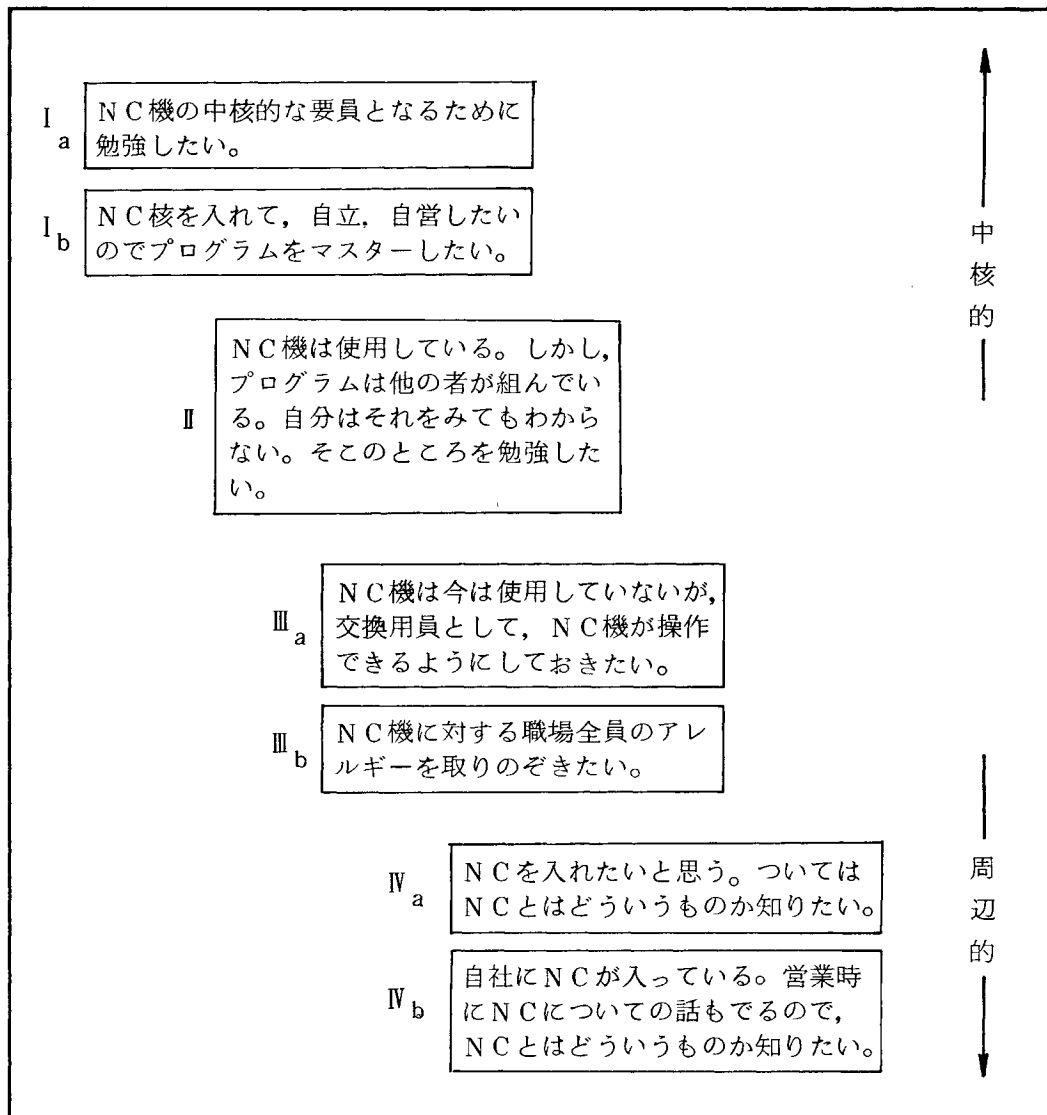 Ⅰa
NC機の中核的な要員となるために
勉強したい。
Ⅰb
NC核を入れて,自立,自営したい
のでプログラムをマスターしたい。
中核的
Ⅱ
NC機は使用している。しかし,
プログラムは他の者が組んでい
る。自分はそれをみてもわから
ない。そこのところを勉強した
い。
Ⅲa
NC機は今は使用していないが,
交換用員として,NC機が操作
できるようにしておきたい。
Ⅲb
NC機に対する職場全員のアレ
ルギーを取りのぞきたい。
Ⅳa
NCを入れたいと思う。ついては
NCとはどういうものか知りたい。
周辺的
Ⅳb
自社にNCが入っている。営業時
にNCについての話もでるので,
NCとはどういうものか知りたい。